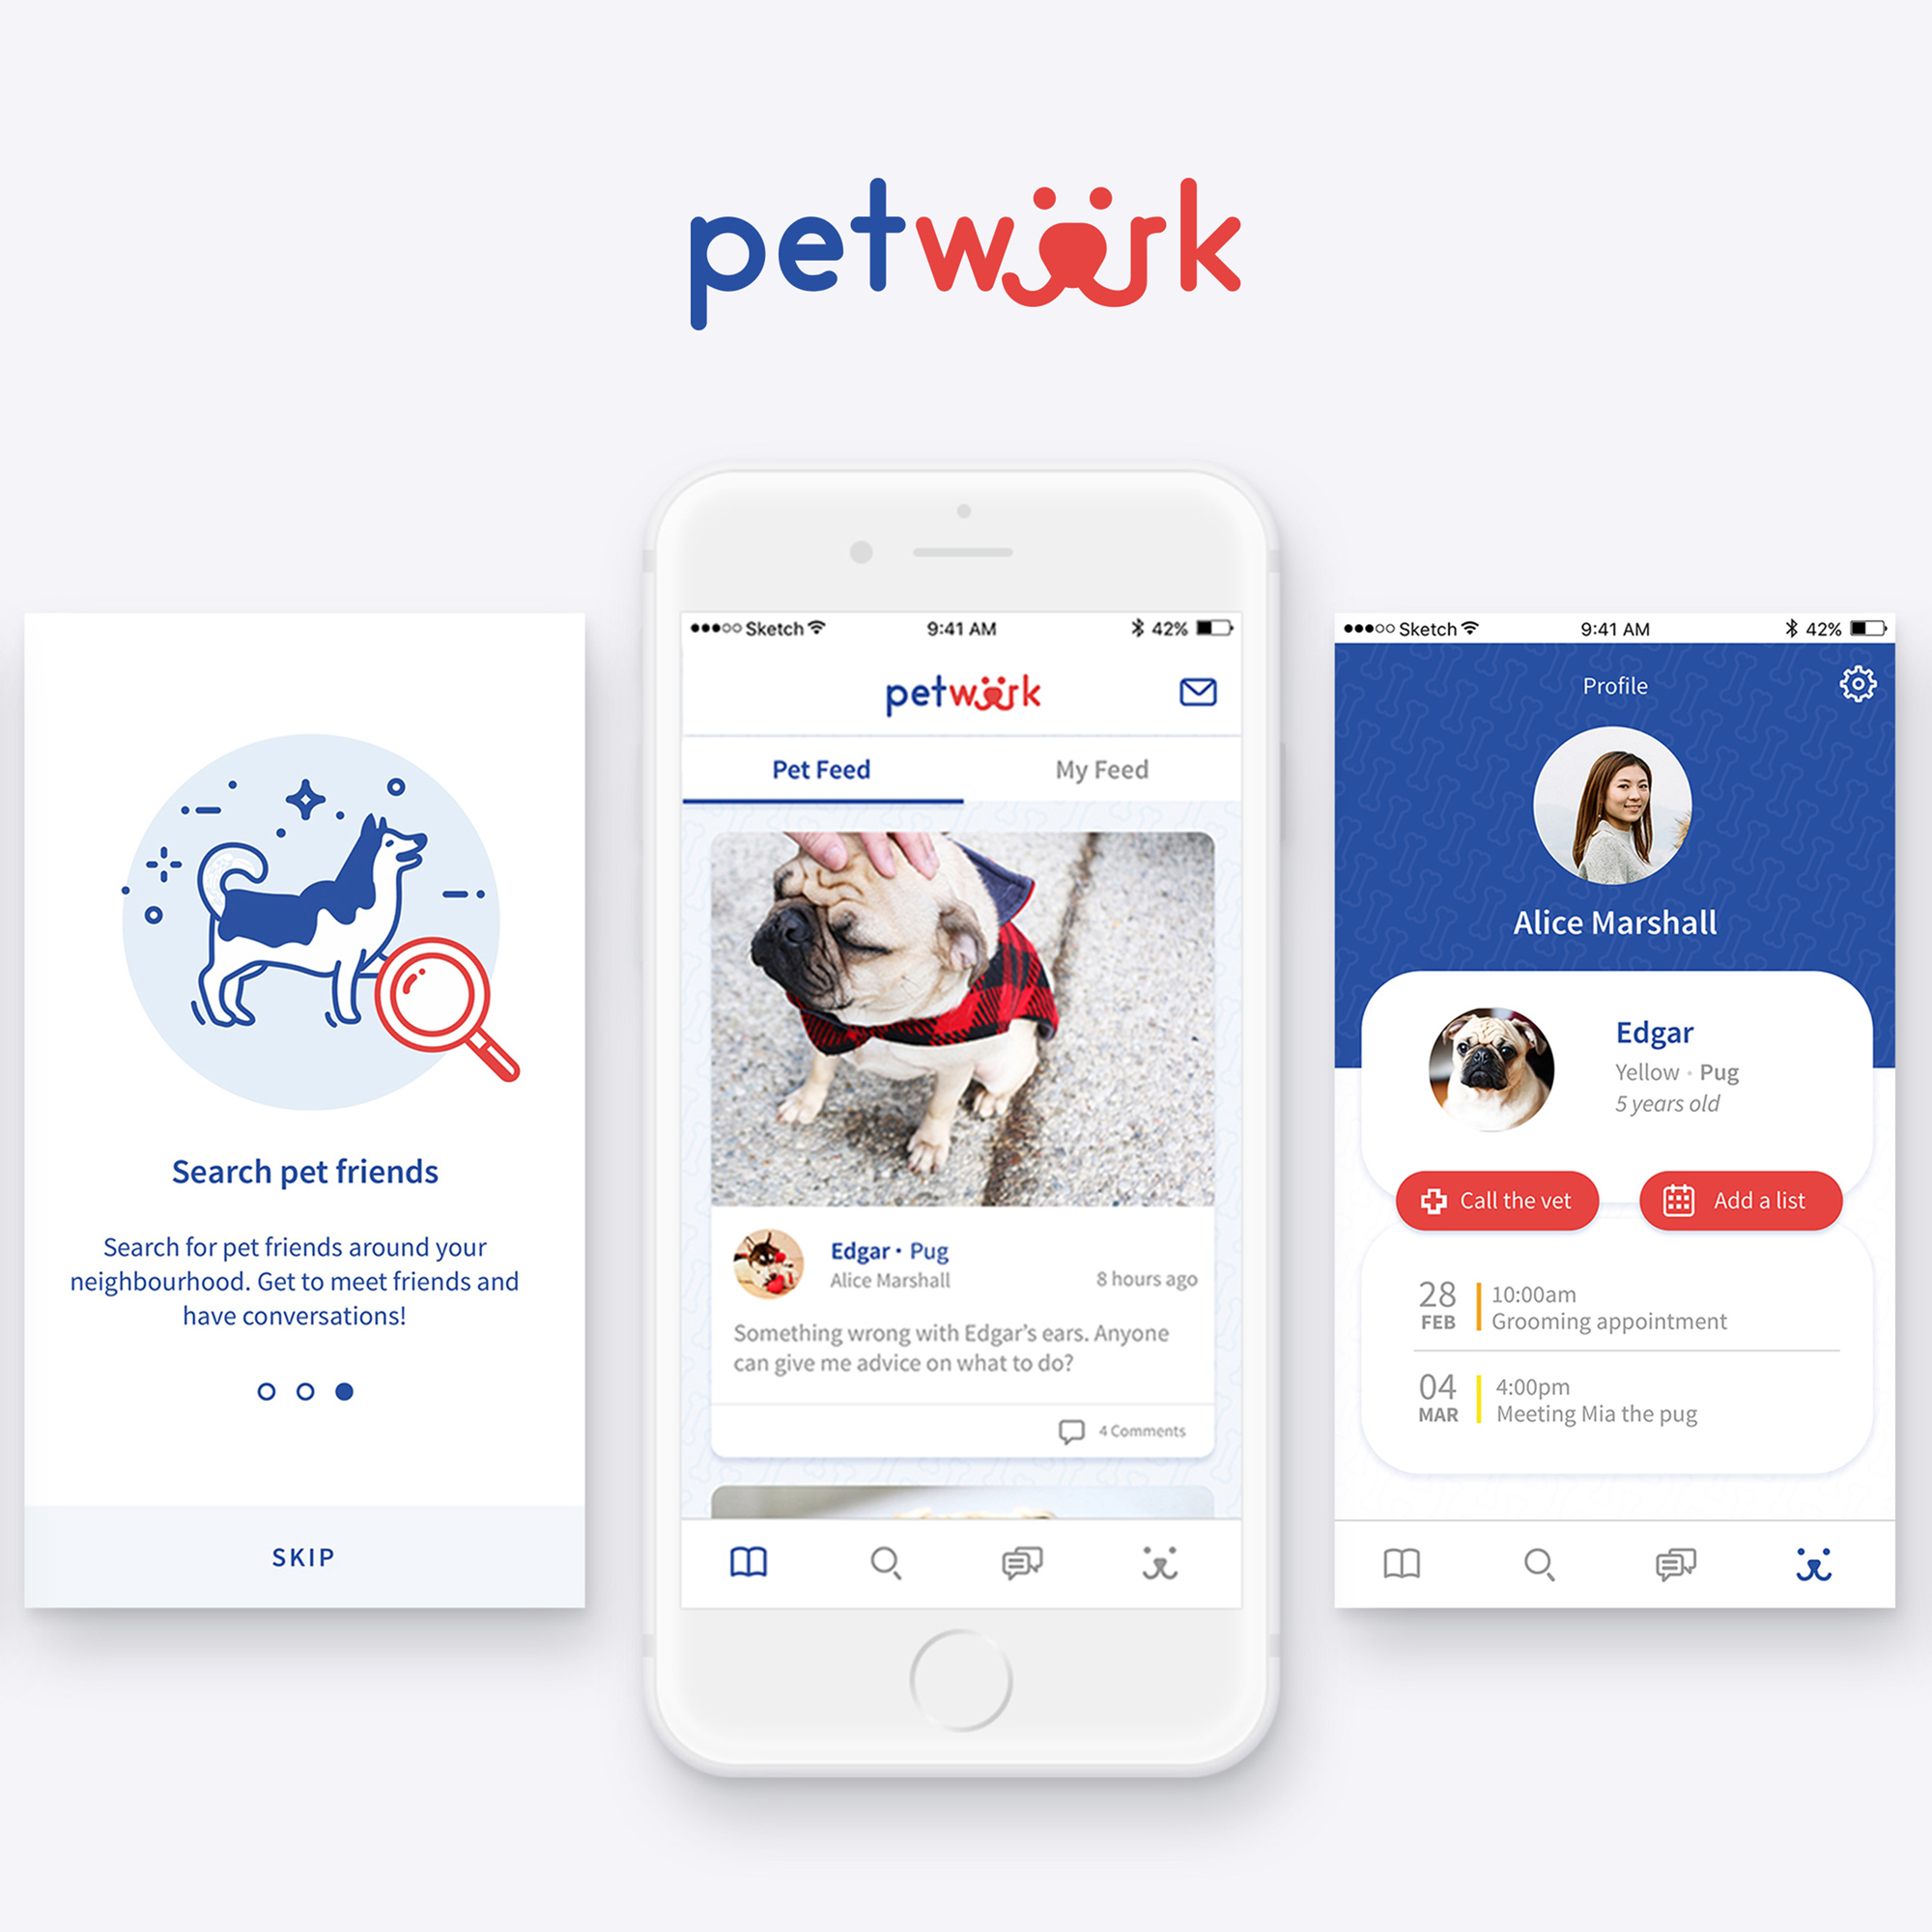 petwork
Search pet friends
Search for pet friends around your
neighbourhood. Get to meet friends and
have conversations!
SKIP
Sketch 9:41 AM 42%
petwork
Pet Feed My Feed
Edgar • Pug
Alice Marshall 8 hours ago
Something wrong with Edgar's ears. Anyone
can give me advice on what to do?
4 Comments
Sketch 9:41 AM 42%
Profile
Alice Marshall
Edgar
Yellow • Pug
5 years old
Call the vet Add a list
28 10:00am
FEB Grooming appointment
04 4:00pm
MAR Meeting Mia the pug